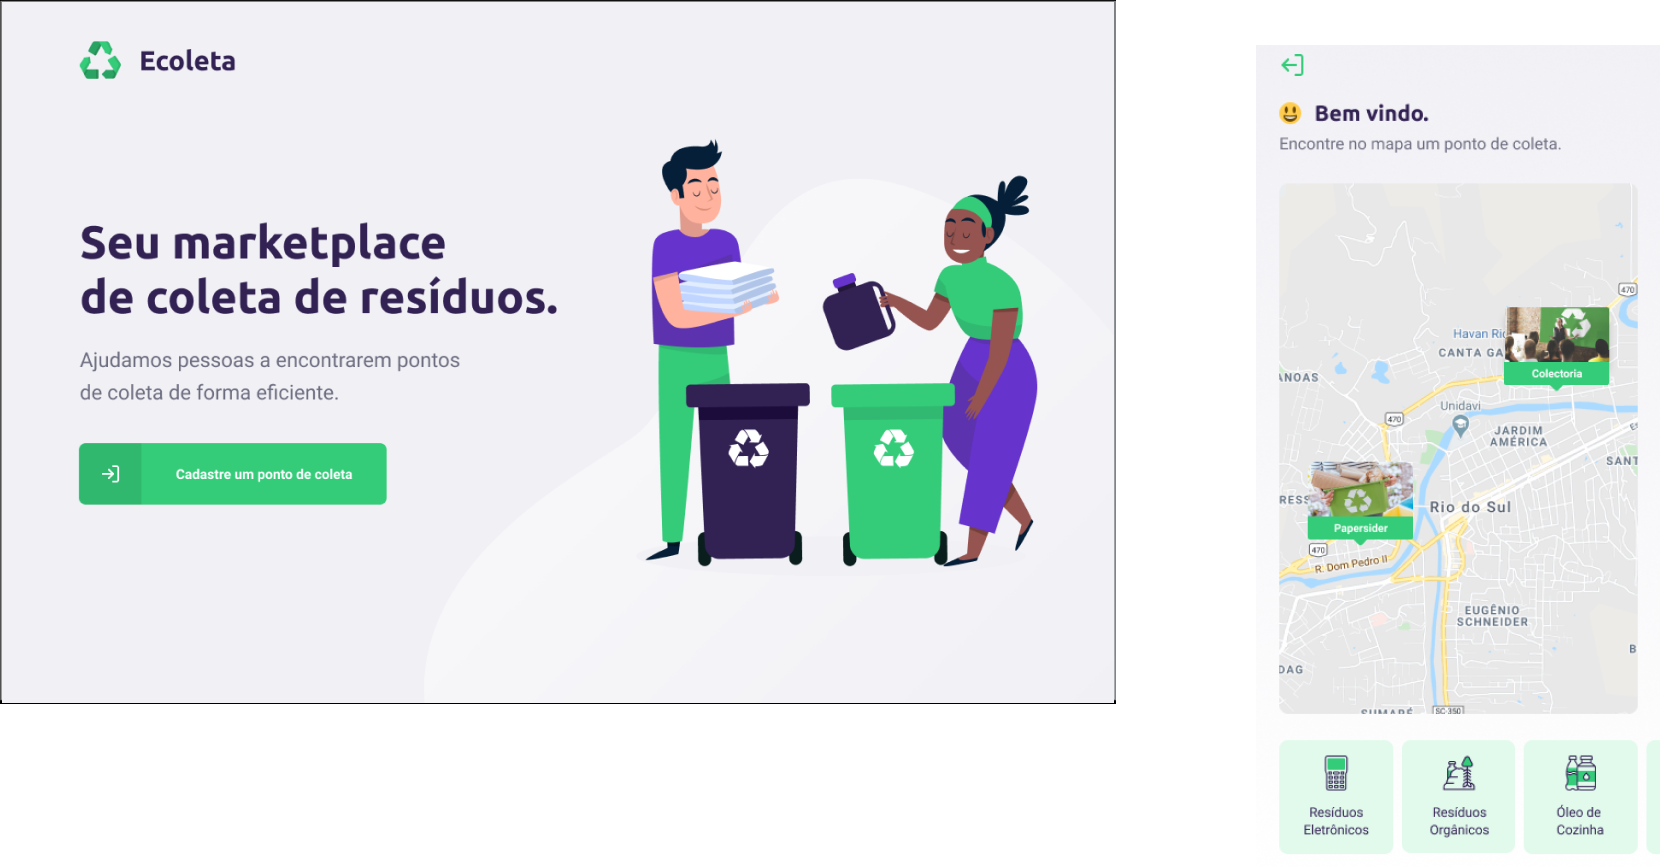 Ecoleta
Seu marketplace
de coleta de resíduos.
Ajudamos pessoas a encontrarem pontos
de coleta de forma eficiente.
Cadastre um ponto de coleta
Bem vindo.
Encontre no mapa um ponto de coleta.
470
Havan Rio
CANTA GA
Colectoria
ANOAS
Unidavi
470
JARDIM
AMÉRICA
SANT
RESS
Rio do Sul
Papersider
470
R. Dom Pedro II
EUGÊNIO
SCHNEIDER
B
DAG
SUMARÉ
SC-350
Resíduos
Eletrônicos
Resíduos
Orgânicos
Óleo de
Cozinha